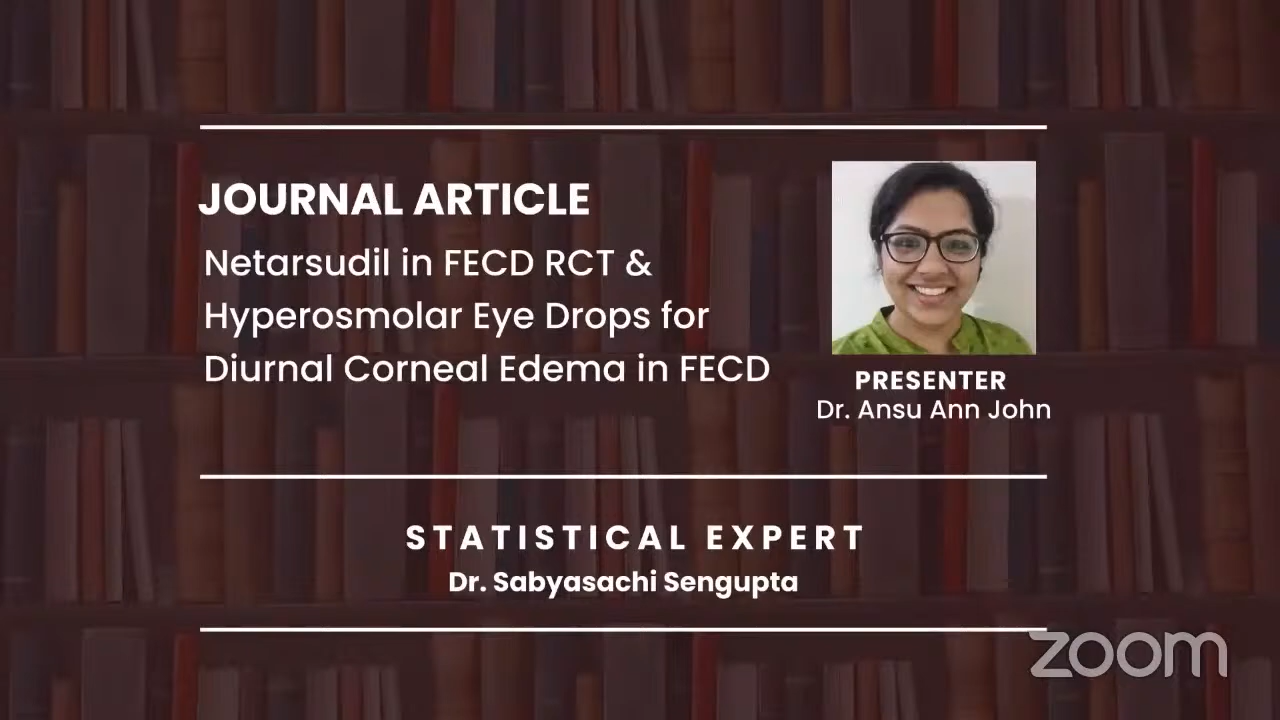 JOURNAL ARTICLE
Netarsudil in FECD RCT &
Hyperosmolar Eye Drops for
Diurnal Corneal Edema in FECD
PRESENTER
Dr. Ansu Ann John
STATISTICAL EXPERT
Dr. Sabyasachi Sengupta
zoom